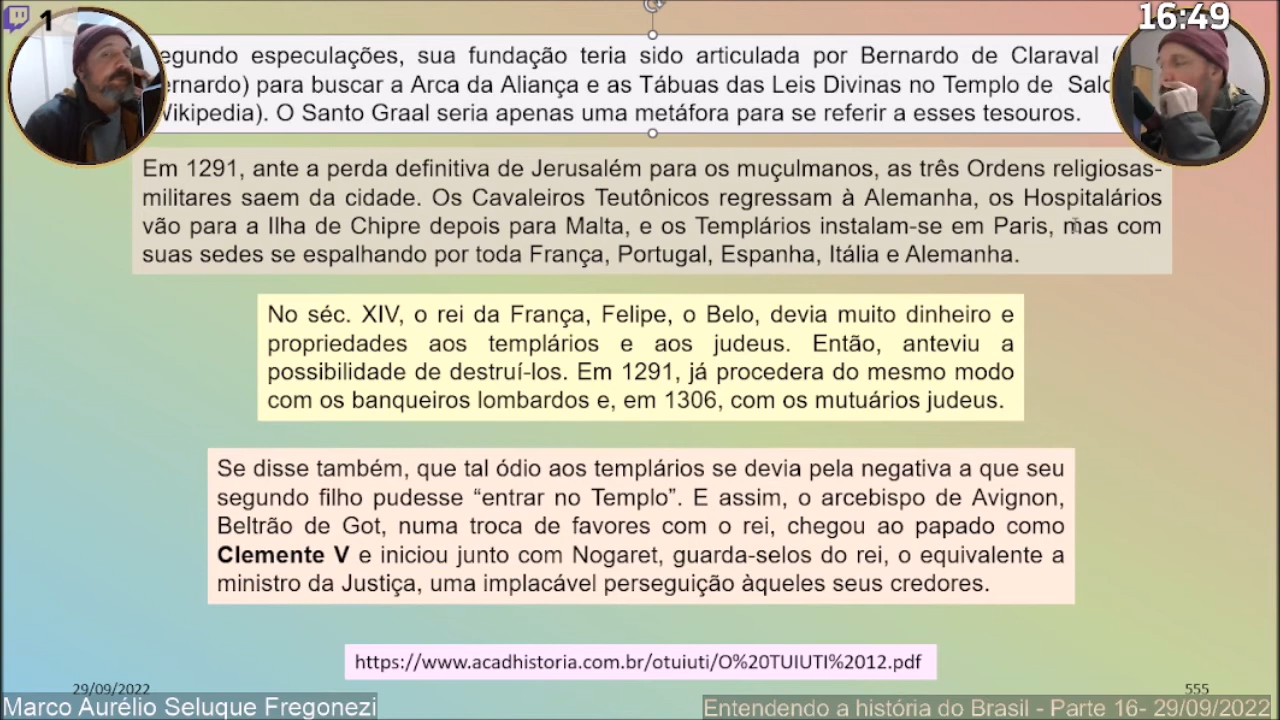 1
16:49
egundo especulações, sua fundação teria sido articulada por Bernardo de Claraval (
ernardo) para buscar a Arca da Aliança e as Tábuas das Leis Divinas no Templo de Salo
Wikipedia). O Santo Graal seria apenas uma metáfora para se referir a esses tesouros.
Em 1291, ante a perda definitiva de Jerusalém para os muçulmanos, as três Ordens religiosas-
militares saem da cidade. Os Cavaleiros Teutônicos regressam à Alemanha, os Hospitalários
vão para a Ilha de Chipre depois para Malta, e os Templários instalam-se em Paris, mas com
suas sedes se espalhando por toda França, Portugal, Espanha, Itália e Alemanha.
No séc. XIV, o rei da França, Felipe, o Belo, devia muito dinheiro e
propriedades aos templários e aos judeus. Então, anteviu a
possibilidade de destruí-los. Em 1291, já procedera do mesmo modo
com os banqueiros lombardos e, em 1306, com os mutuários judeus.
Se disse também, que tal ódio aos templários se devia pela negativa a que seu
segundo filho pudesse “entrar no Templo”. E assim, o arcebispo de Avignon,
Beltrão de Got, numa troca de favores com o rei, chegou ao papado como
Clemente V e iniciou junto com Nogaret, guarda-selos do rei, o equivalente a
ministro da Justiça, uma implacável perseguição àqueles seus credores.
https://www.acadhistoria.com.br/otuiuti/O%20TUIUTI%2012.pdf
29/09/2022
555
Marco Aurélio Seluque Fregonezi
Entendendo a história do Brasil - Parte 16- 29/09/2022